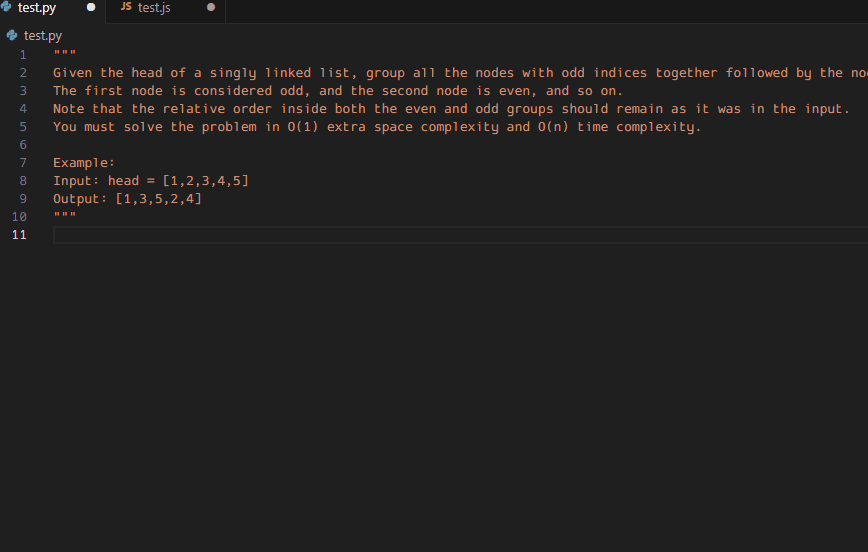 test.py
JS test.js
test.py
1 """
2 Given the head of a singly linked list, group all the nodes with odd indices together followed by the
3 The first node is considered odd, and the second node is even, and so on.
4 Note that the relative order inside both the even and odd groups should remain as it was in the input.
5 You must solve the problem in O(1) extra space complexity and O(n) time complexity.
6
7 Example:
8 Input: head = [1,2,3,4,5]
9 Output: [1,3,5,2,4]
10 """
11